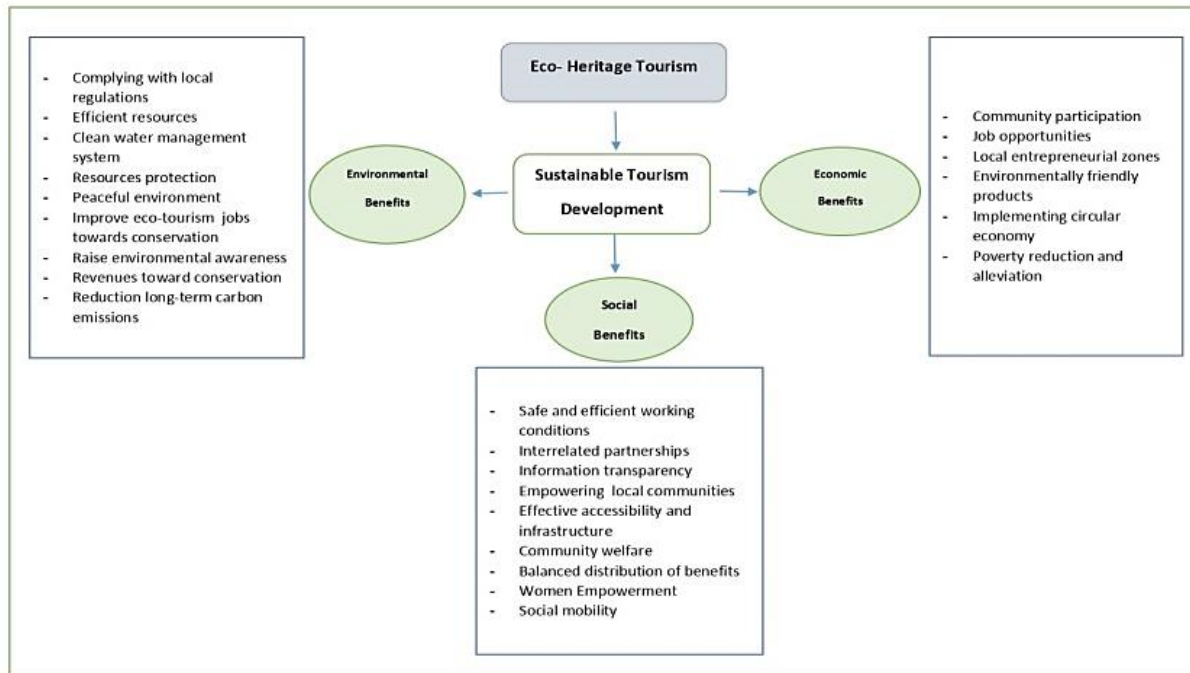 Eco- Heritage Tourism
Sustainable Tourism
Development
Environmental
Benefits
- Complying with local
regulations
- Efficient resources
- Clean water management
system
- Resources protection
- Peaceful environment
- Improve eco-tourism jobs
towards conservation
- Raise environmental awareness
- Revenues toward conservation
- Reduction long-term carbon
emissions
Economic
Benefits
- Community participation
- Job opportunities
- Local entrepreneurial zones
- Environmentally friendly
products
- Implementing circular
economy
- Poverty reduction and
alleviation
Social
Benefits
- Safe and efficient working
conditions
- Interrelated partnerships
- Information transparency
- Empowering local communities
- Effective accessibility and
infrastructure
- Community welfare
- Balanced distribution of benefits
- Women Empowerment
- Social mobility